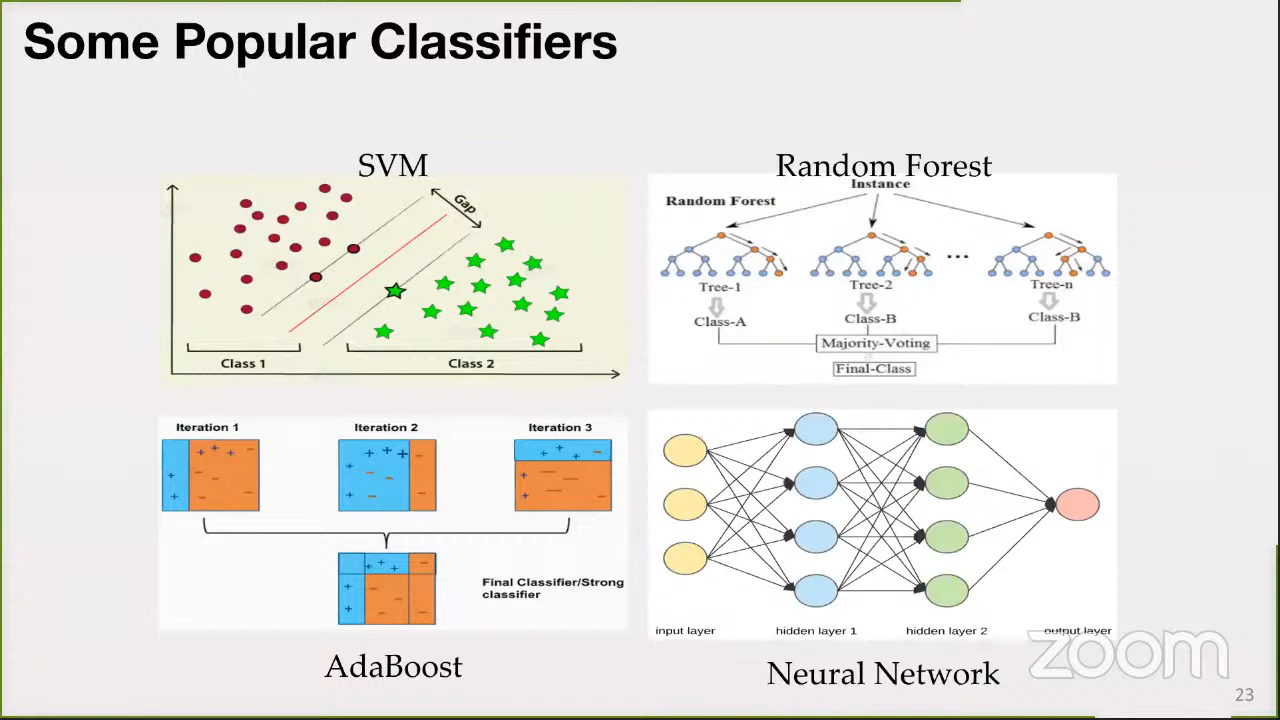 Some Popular Classifiers
SVM
Gap
Class 1
Class 2
Random Forest
Instance
Random Forest
...
Tree-1
Tree-2
Tree-n
Class-A
Class-B
Class-B
Majority-Voting
Final-Class
Iteration 1
Iteration 2
Iteration 3
Final Classifier/Strong
classifier
AdaBoost
input layer
hidden layer 1
hidden layer 2
output layer
Neural Network
zoom
23